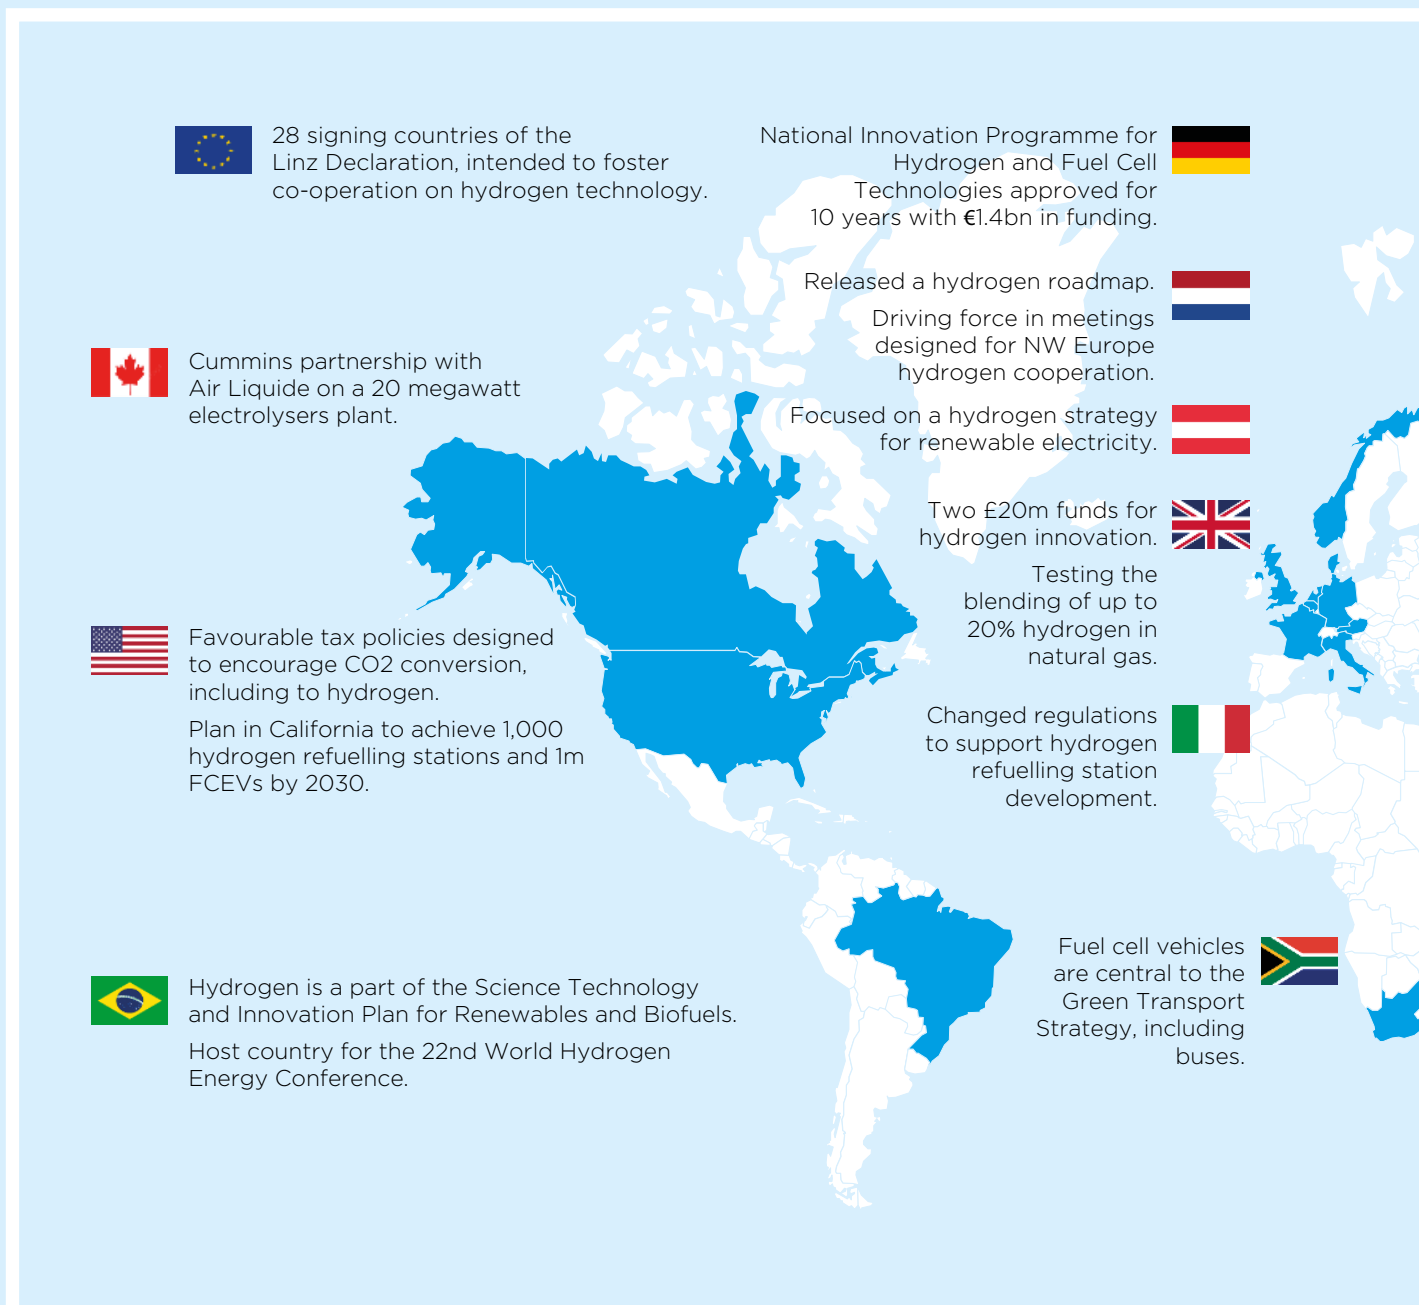 28 signing countries of the
Linz Declaration, intended to foster
co-operation on hydrogen technology.
Cummins partnership with
Air Liquide on a 20 megawatt
electrolysers plant.
Favourable tax policies designed
to encourage CO2 conversion,
including to hydrogen.
Plan in California to achieve 1,000
hydrogen refuelling stations and 1m
FCEVs by 2030.
Hydrogen is a part of the Science Technology
and Innovation Plan for Renewables and Biofuels.
Host country for the 22nd World Hydrogen
Energy Conference.
National Innovation Programme for
Hydrogen and Fuel Cell
Technologies approved for
10 years with €1.4bn in funding.
Released a hydrogen roadmap.
Driving force in meetings
designed for NW Europe
hydrogen cooperation.
Focused on a hydrogen strategy
for renewable electricity.
Two £20m funds for
hydrogen innovation.
Testing the
blending of up to
20% hydrogen in
natural gas.
Changed regulations
to support hydrogen
refuelling station
development.
Fuel cell vehicles
are central to the
Green Transport
Strategy, including
buses.